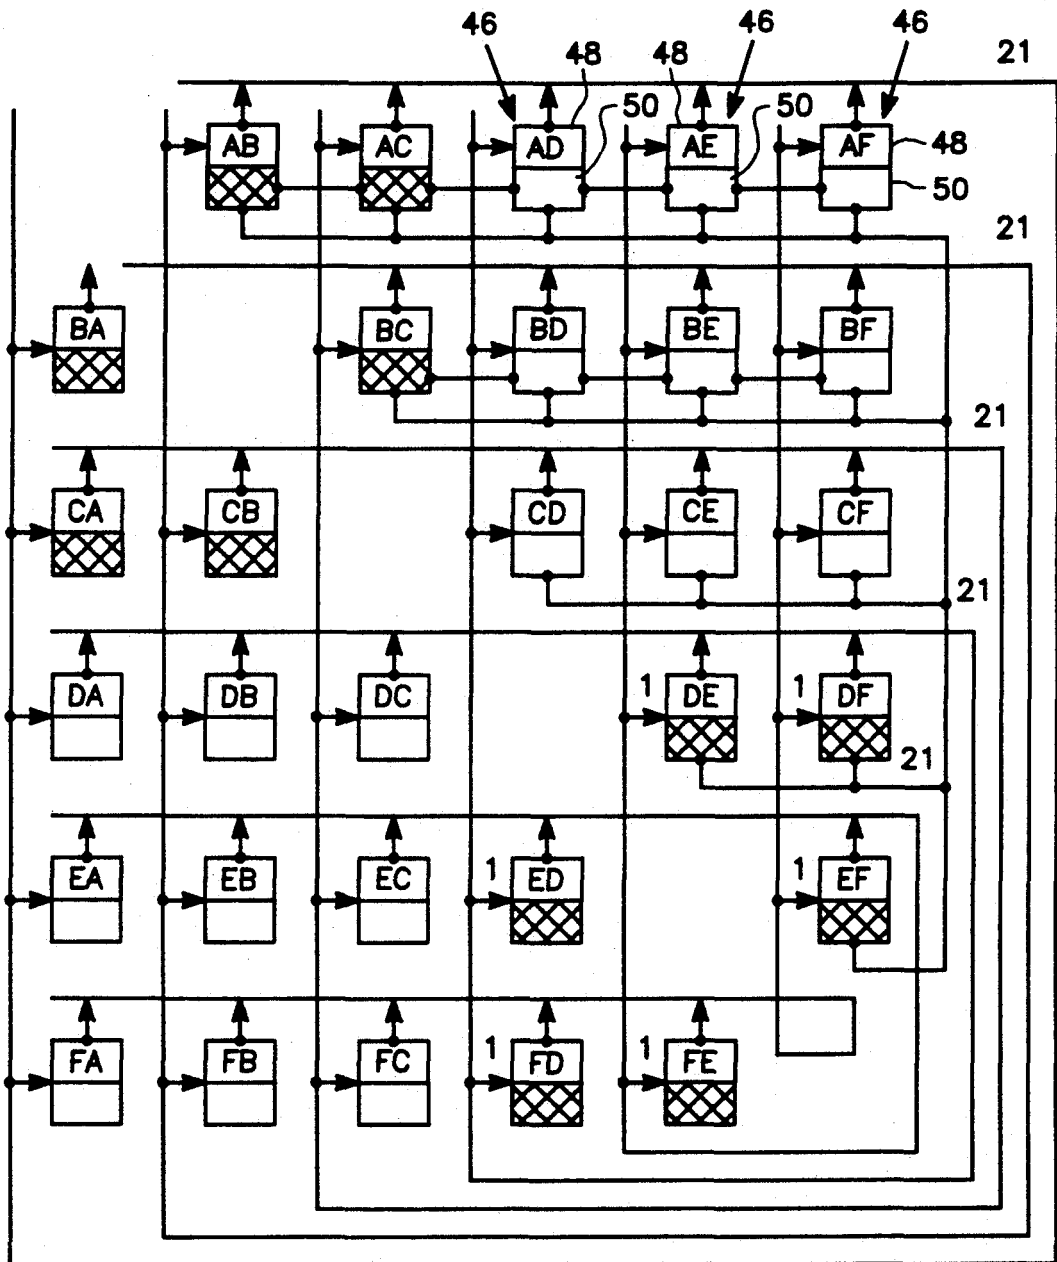 46 46 46
48 48 21
50 50
AB AC AD AE AF 48
50
21
BA BC BD BE BF
21
CA CB CD CE CF
21
DA DB DC 1 DE 1 DF
21
EA EB EC 1 ED 1 EF
FA FB FC 1 FD 1 FE